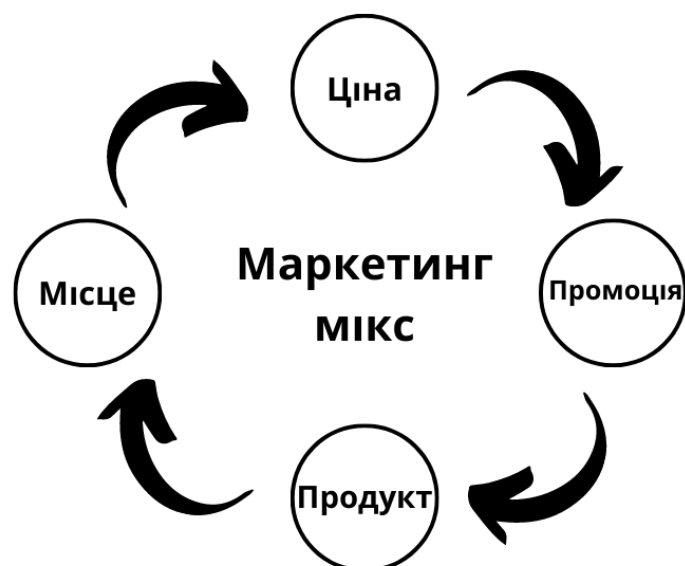 Ціна
Маркетинг
мікс
Місце
Промоція
Продукт